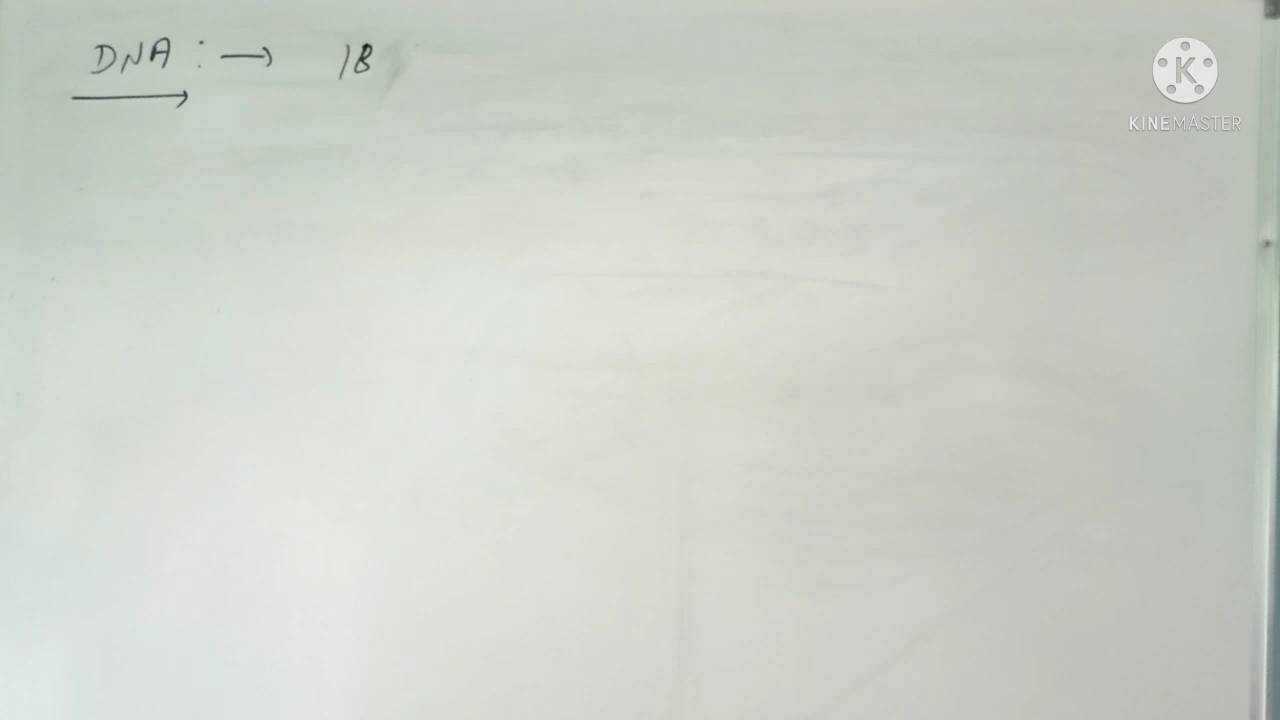 DNA : → 18
K
KINEMASTER